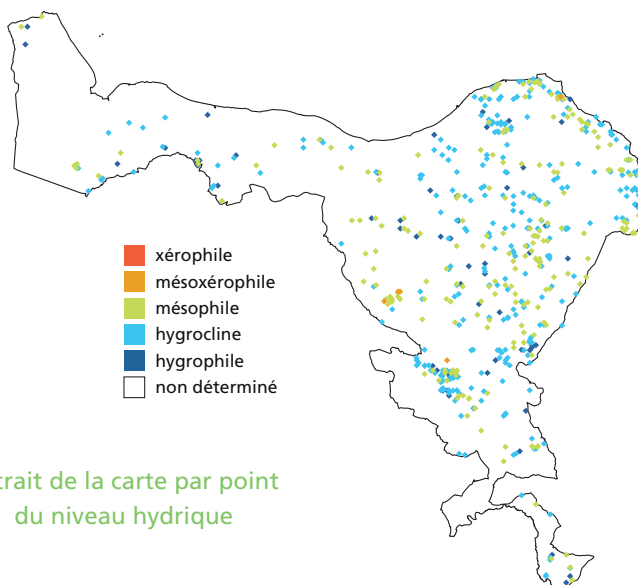 xérophile
mésoxérophile
mésophile
hygrocline
hygrophile
non déterminé
trait de la carte par point
du niveau hydrique